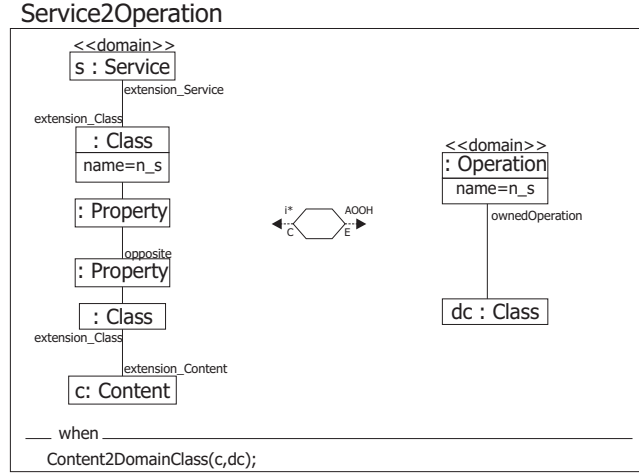 Service2Operation
<<domain>>
s : Service
extension_Service
extension_Class
: Class
name=n_s
: Property
opposite
: Property
: Class
extension_Class
extension_Content
c: Content
i*
AOOH
C
E
<<domain>>
: Operation
name=n_s
ownedOperation
dc : Class
when
Content2DomainClass(c,dc);